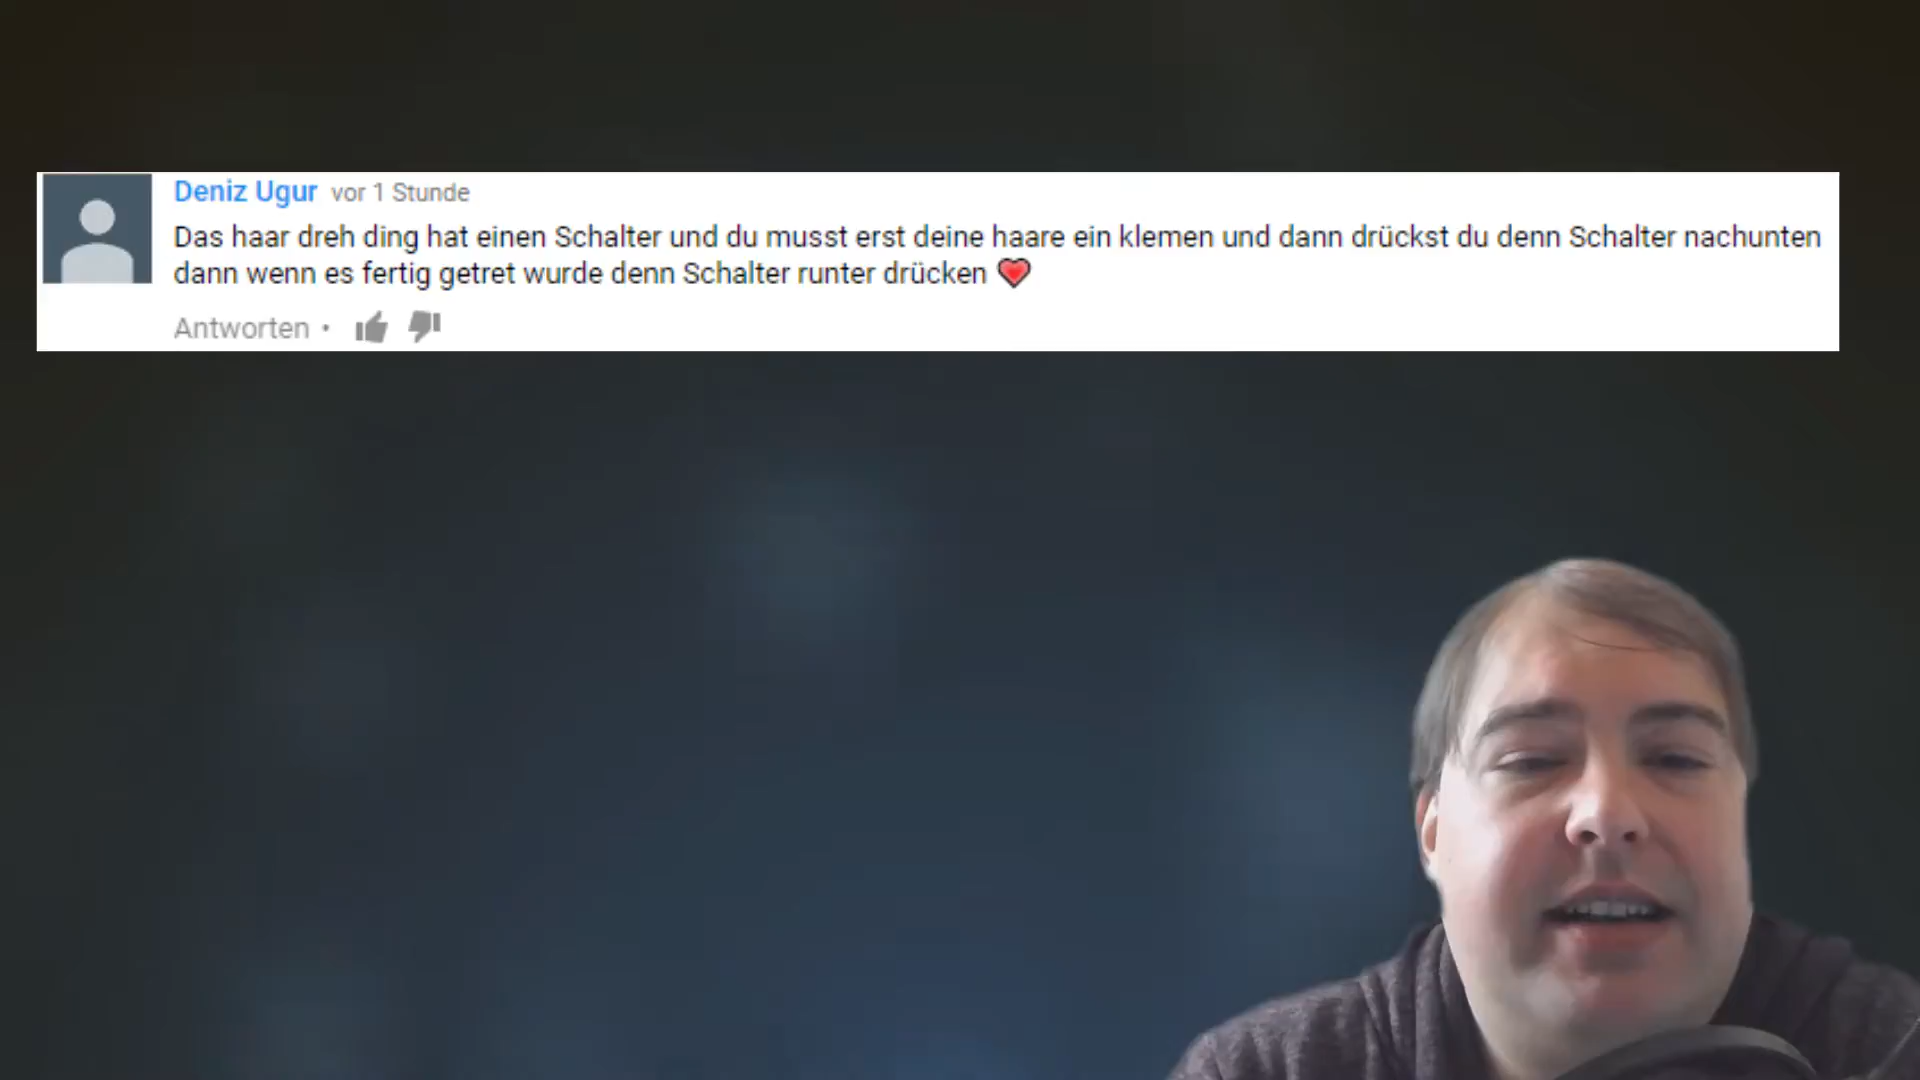 Deniz Ugur vor 1 Stunde
Das haar dreh ding hat einen Schalter und du musst erst deine haare ein klemen und dann drückst du denn Schalter nachunten
dann wenn es fertig getret wurde denn Schalter runter drücken ❤
Antworten •